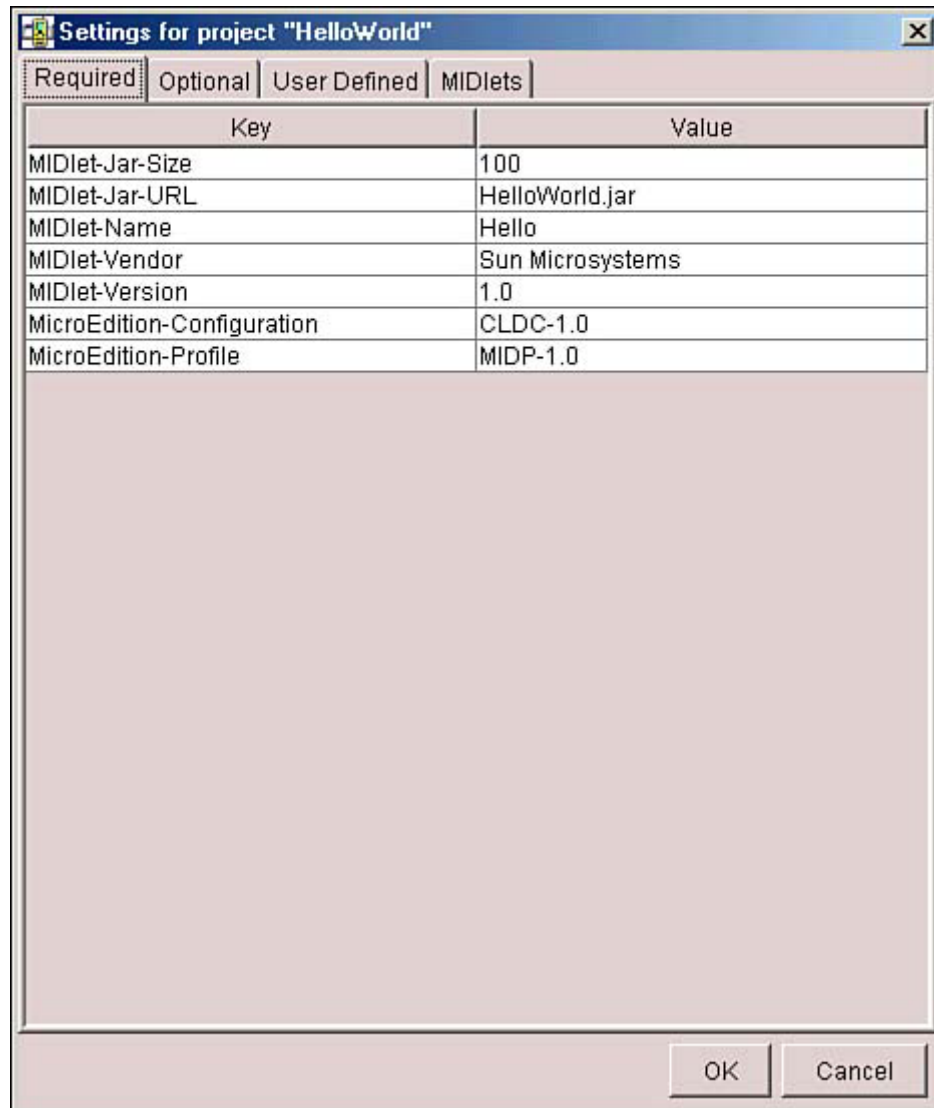 Settings for project "HelloWorld"
Required Optional User Defined MIDlets
Key Value
MIDlet-Jar-Size 100
MIDlet-Jar-URL HelloWorld.jar
MIDlet-Name Hello
MIDlet-Vendor Sun Microsystems
MIDlet-Version 1.0
MicroEdition-Configuration CLDC-1.0
MicroEdition-Profile MIDP-1.0
OK Cancel